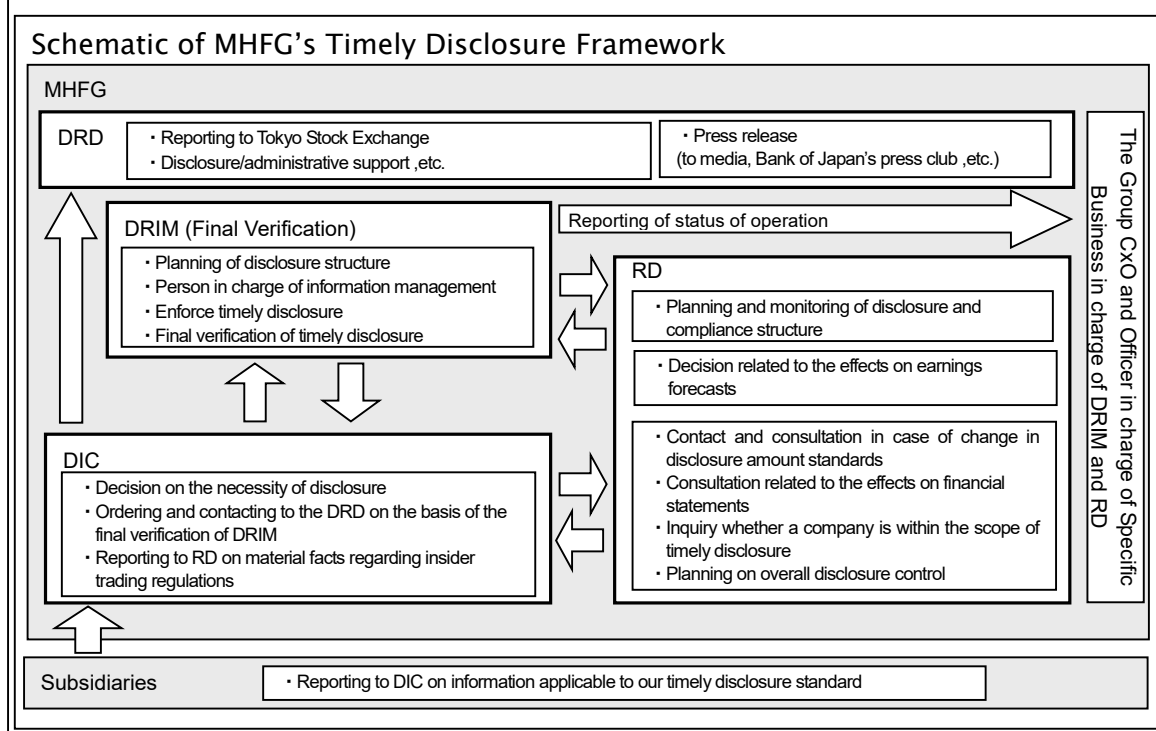 Schematic of MHFG's Timely Disclosure Framework
MHFG
DRD
・Reporting to Tokyo Stock Exchange
・Disclosure/administrative support ,etc.
・Press release
(to media, Bank of Japan's press club ,etc.)
DRIM (Final Verification)
・Planning of disclosure structure
・Person in charge of information management
・Enforce timely disclosure
・Final verification of timely disclosure
Reporting of status of operation
RD
・Planning and monitoring of disclosure and
compliance structure
・Decision related to the effects on earnings
forecasts
・Contact and consultation in case of change in
disclosure amount standards
・Consultation related to the effects on financial
statements
・Inquiry whether a company is within the scope of
timely disclosure
・Planning on overall disclosure control
DIC
・Decision on the necessity of disclosure
・Ordering and contacting to the DRD on the basis of the
final verification of DRIM
・Reporting to RD on material facts regarding insider
trading regulations
The Group CxO and Officer in charge of Specific
Business in charge of DRIM and RD
Subsidiaries
・Reporting to DIC on information applicable to our timely disclosure standard